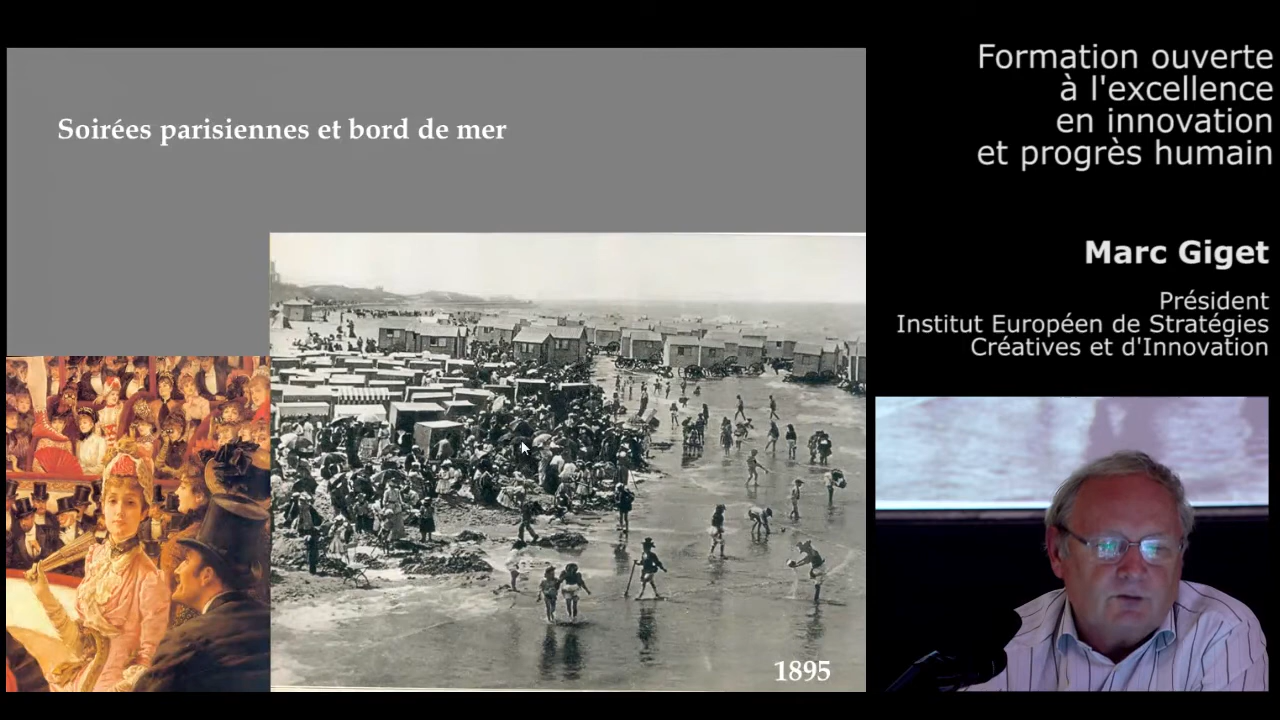 Soirées parisiennes et bord de mer
1895
Formation ouverte
à l'excellence
en innovation
et progrès humain
Marc Giget
Président
Institut Européen de Stratégies
Créatives et d'Innovation